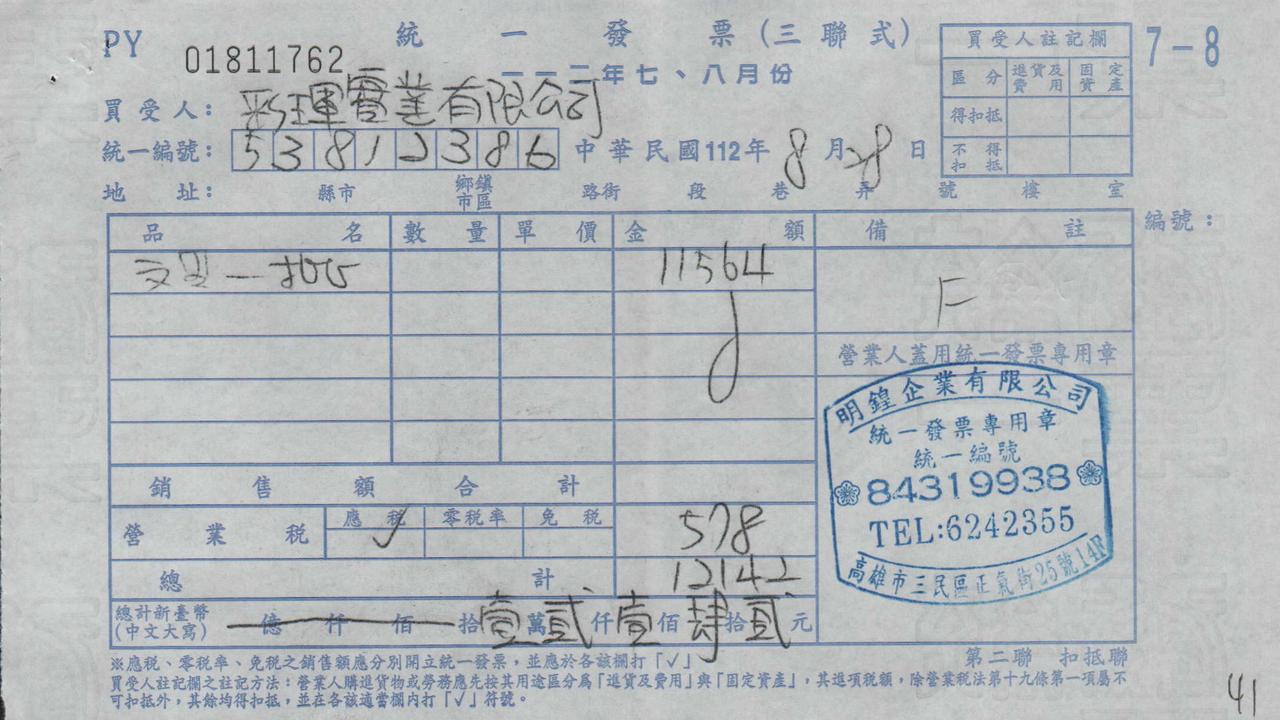 PY 01811762 統一發票(三聯式) 7-8
一一二年七、八月份
買受人註記欄
區分 進貨及費用 固定資產
得扣抵
不得扣抵
買受人: 彩琿實業有限公司
統一編號: 53812386 中華民國112年8月28日
地址: 縣市 鄉鎮市區 路街 段 巷 弄 號 樓 室
編號:
品名 數量 單價 金額 備註
一批 11564 F
營業人蓋用統一發票專用章
明鍠企業有限公司
統一發票專用章
統一編號
84319938
TEL:6242355
高雄市三民區正氣街25號14F
銷售額合計
營業稅 應稅 ✓ 零稅率 免稅 578
總計 12142
總計新臺幣(中文大寫) 億仟佰拾壹萬貳仟壹佰肆拾貳元
※應稅、零稅率、免稅之銷售額應分別開立統一發票,並應於各該欄打「✓」
第二聯 扣抵聯
買受人註記欄之註記方法:營業人購進貨物或勞務應先按其用途區分為「進貨及費用」與「固定資產」,其進項稅額,除營業稅法第十九條第一項屬不
可扣抵外,其餘均得扣抵,並在各該適當欄內打「✓」符號。
41